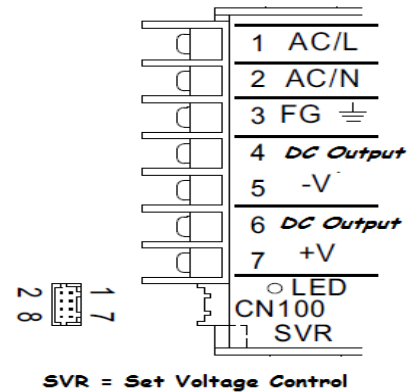 1 AC/L
2 AC/N
3 FG
4 DC Output
5 -V
6 DC Output
7 +V
LED
CN100
SVR
2 8
1 7
SVR = Set Voltage Control